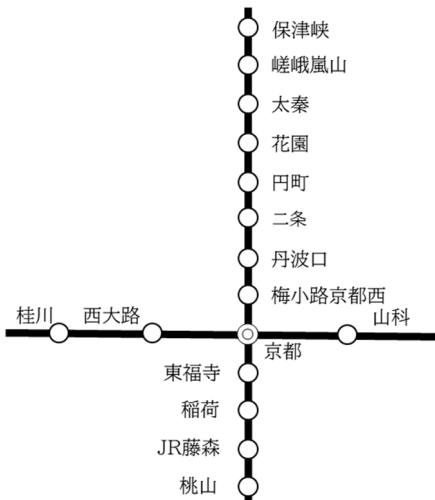 保津峡
嵯峨嵐山
太秦
花園
円町
二条
丹波口
梅小路京都西
桂川
西大路
山科
京都
東福寺
稲荷
JR藤森
桃山